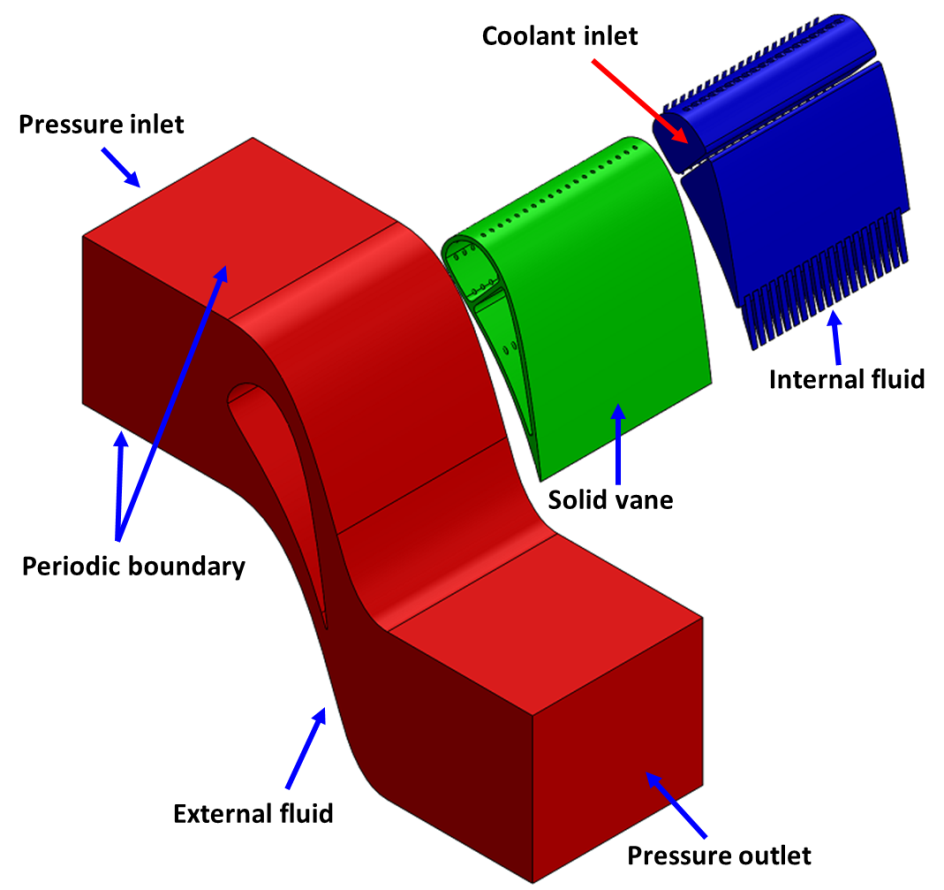 Coolant inlet
Pressure inlet
Internal fluid
Solid vane
Periodic boundary
External fluid
Pressure outlet